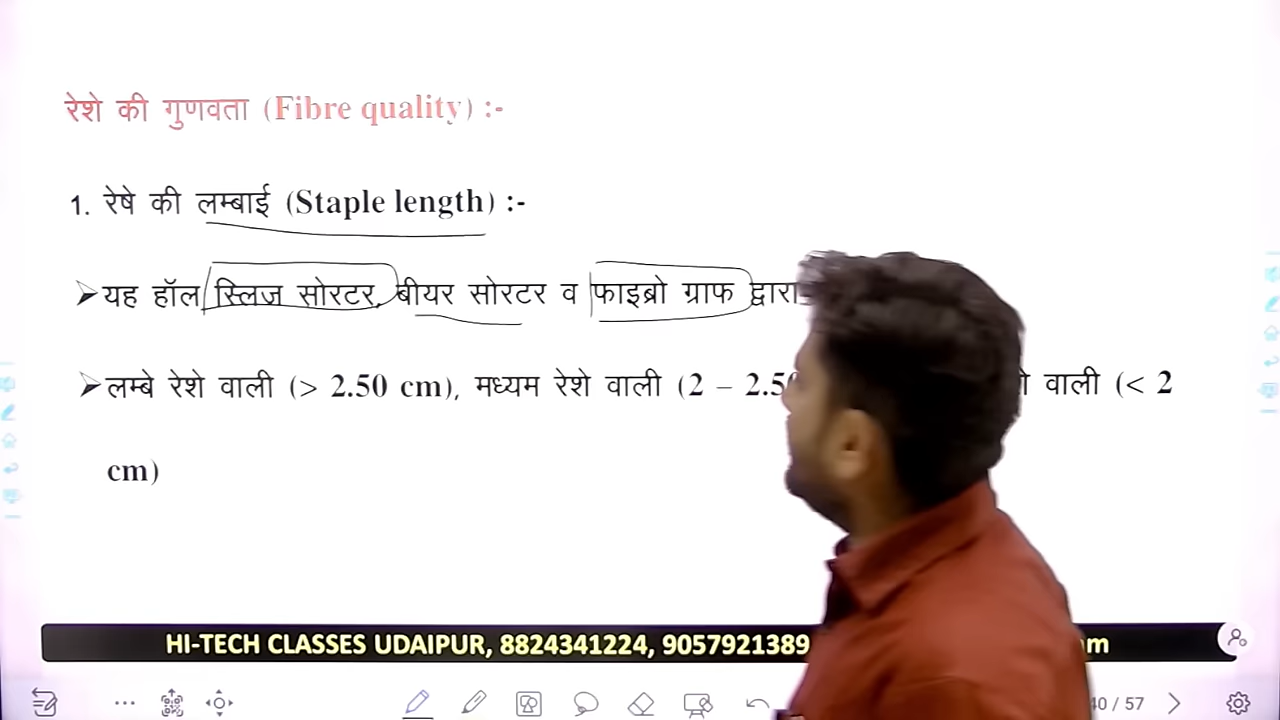 रेशे की गुणवता (Fibre quality) :-
1. रेषे की लम्बाई (Staple length) :-
यह हॉल स्लिज सोरटर, बीयर सोरटर व फाइब्रो ग्राफ द्वारा
लम्बे रेशे वाली (> 2.50 cm), मध्यम रेशे वाली (2 – 2.50 वाली (< 2
cm)
HI-TECH CLASSES UDAIPUR, 8824341224, 9057921389
40 / 57